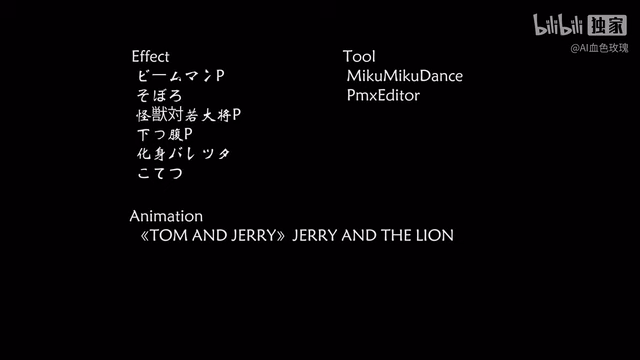 bilibili 独家
@AI血色玫瑰
Effect
ビームマンP
そぼろ
怪獣対若大将P
下っ腹P
化身バレッタ
こてつ
Tool
MikuMikuDance
PmxEditor
Animation
《TOM AND JERRY》JERRY AND THE LION